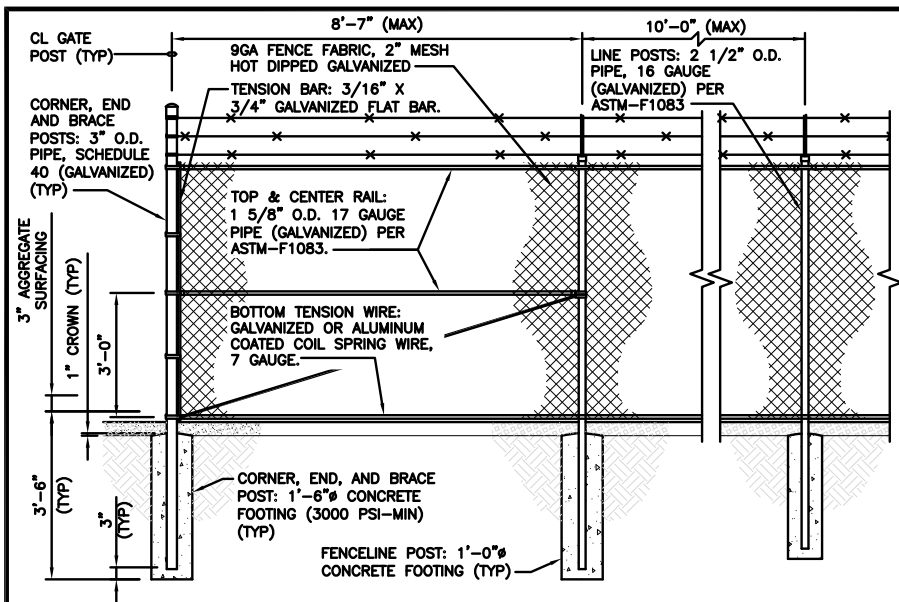 8'-7" (MAX)
10'-0" (MAX)
CL GATE
POST (TYP)
9GA FENCE FABRIC, 2" MESH
HOT DIPPED GALVANIZED
TENSION BAR: 3/16" X
3/4" GALVANIZED FLAT BAR.
LINE POSTS: 2 1/2" O.D.
PIPE, 16 GAUGE
(GALVANIZED) PER
ASTM-F1083
CORNER, END
AND BRACE
POSTS: 3" O.D.
PIPE, SCHEDULE
40 (GALVANIZED)
(TYP)
TOP & CENTER RAIL:
1 5/8" O.D. 17 GAUGE
PIPE (GALVANIZED) PER
ASTM-F1083.
3" AGGREGATE
SURFACING
1" CROWN (TYP)
3'-0"
BOTTOM TENSION WIRE:
GALVANIZED OR ALUMINUM
COATED COIL SPRING WIRE,
7 GAUGE.
3'-6"
(TYP)
3"
(TYP)
CORNER, END, AND BRACE
POST: 1'-6"ø CONCRETE
FOOTING (3000 PSI-MIN)
(TYP)
FENCELINE POST: 1'-0"ø
CONCRETE FOOTING (TYP)